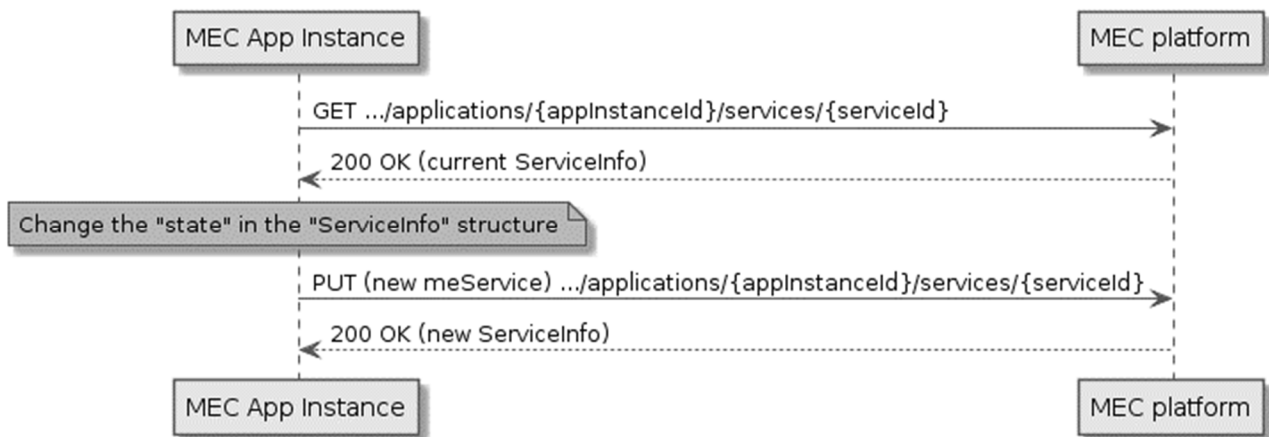 MEC App Instance
MEC platform
GET .../applications/{appInstanceId}/services/{serviceId}
200 OK (current ServiceInfo)
Change the "state" in the "ServiceInfo" structure
PUT (new meService) .../applications/{appInstanceId}/services/{serviceId}
200 OK (new ServiceInfo)
MEC App Instance
MEC platform